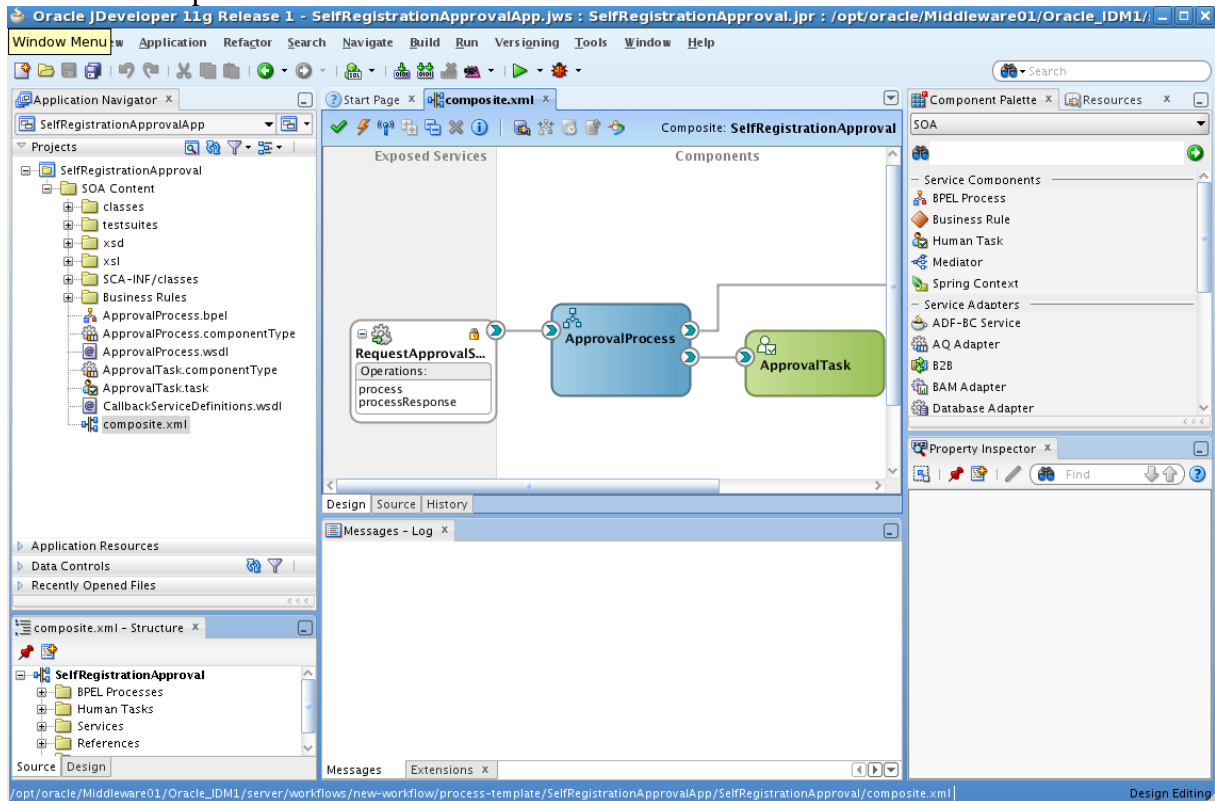 Oracle JDeveloper 11g Release 1 - SelfRegistrationApprovalApp.jws : SelfRegistrationApproval.jpr : /opt/oracle/Middleware01/Oracle_IDM1/
Window Menu Application Refactor Search Navigate Build Run Versioning Tools Window Help
Search
Application Navigator
SelfRegistrationApprovalApp
Projects
SelfRegistrationApproval
SOA Content
classes
testsuites
xsd
xsl
SCA-INF/classes
Business Rules
ApprovalProcess.bpel
ApprovalProcess.componentType
ApprovalProcess.wsdl
ApprovalTask.componentType
ApprovalTask.task
CallbackServiceDefinitions.wsdl
composite.xml
Application Resources
Data Controls
Recently Opened Files
composite.xml - Structure
SelfRegistrationApproval
BPEL Processes
Human Tasks
Services
References
Source Design
Start Page composite.xml
Composite: SelfRegistrationApproval
Exposed Services Components
RequestApprovalS...
Operations:
process
processResponse
ApprovalProcess
ApprovalTask
Design Source History
Messages - Log
Messages Extensions
Component Palette Resources
SOA
Service Components
BPEL Process
Business Rule
Human Task
Mediator
Spring Context
Service Adapters
ADF-BC Service
AQ Adapter
B2B
BAM Adapter
Database Adapter
Property Inspector
Find
/opt/oracle/Middleware01/Oracle_IDM1/server/workflows/new-workflow/process-template/SelfRegistrationApprovalApp/SelfRegistrationApproval/composite.xml Design Editing